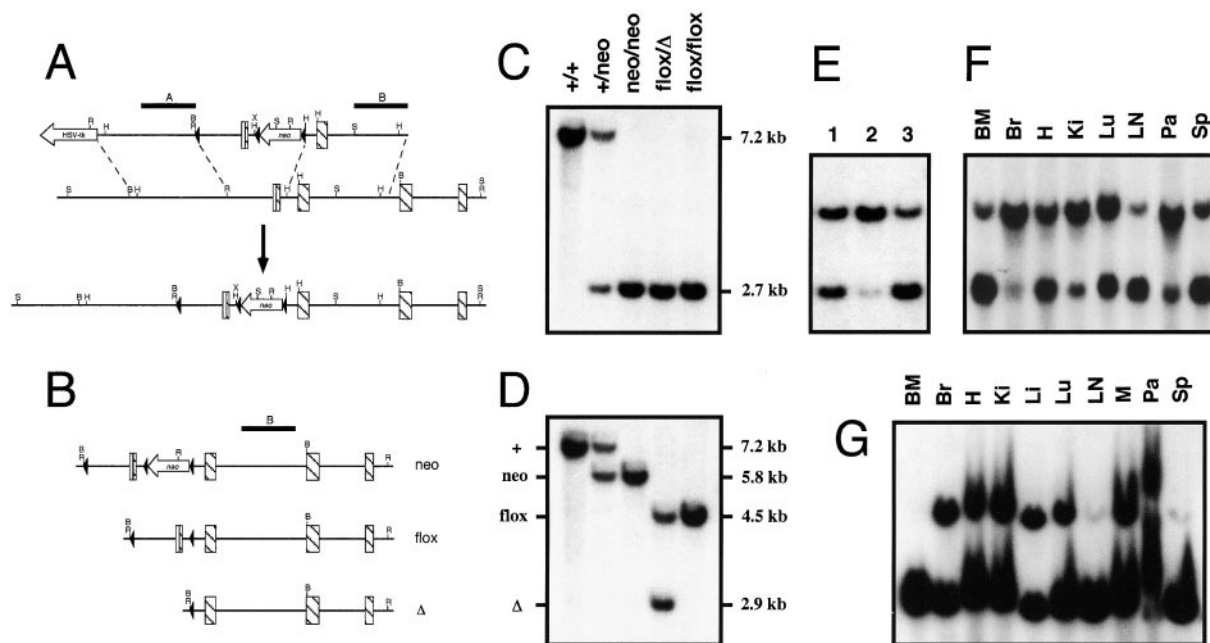 A
A
B
R
H
B
R
X
H
S
R
H
H
S
H
HSV-tk
neo
S
B H
R
H
H
S
H
B
S
R
S
B H
B
R
X
H
S
R
H
H
S
H
B
S
R
neo
B
B
B
R
R
B
R
neo
neo
B
R
B
R
flox
B
R
B
R
Δ
C
+/+
+/neo
neo/neo
flox/Δ
flox/flox
7.2 kb
2.7 kb
D
+
neo
flox
Δ
7.2 kb
5.8 kb
4.5 kb
2.9 kb
E
1 2 3
F
BM Br H Ki Lu LN Pa Sp
G
BM Br H Ki Li Lu LN M Pa Sp